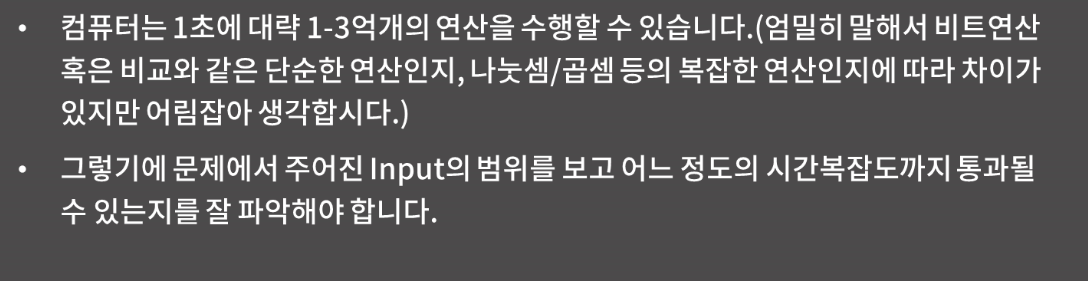 • 컴퓨터는 1초에 대략 1-3억개의 연산을 수행할 수 있습니다.(엄밀히 말해서 비트연산
혹은 비교와 같은 단순한 연산인지, 나눗셈/곱셈 등의 복잡한 연산인지에 따라 차이가
있지만 어림잡아 생각합시다.)
• 그렇기에 문제에서 주어진 Input의 범위를 보고 어느 정도의 시간복잡도까지 통과될
수 있는지를 잘 파악해야 합니다.